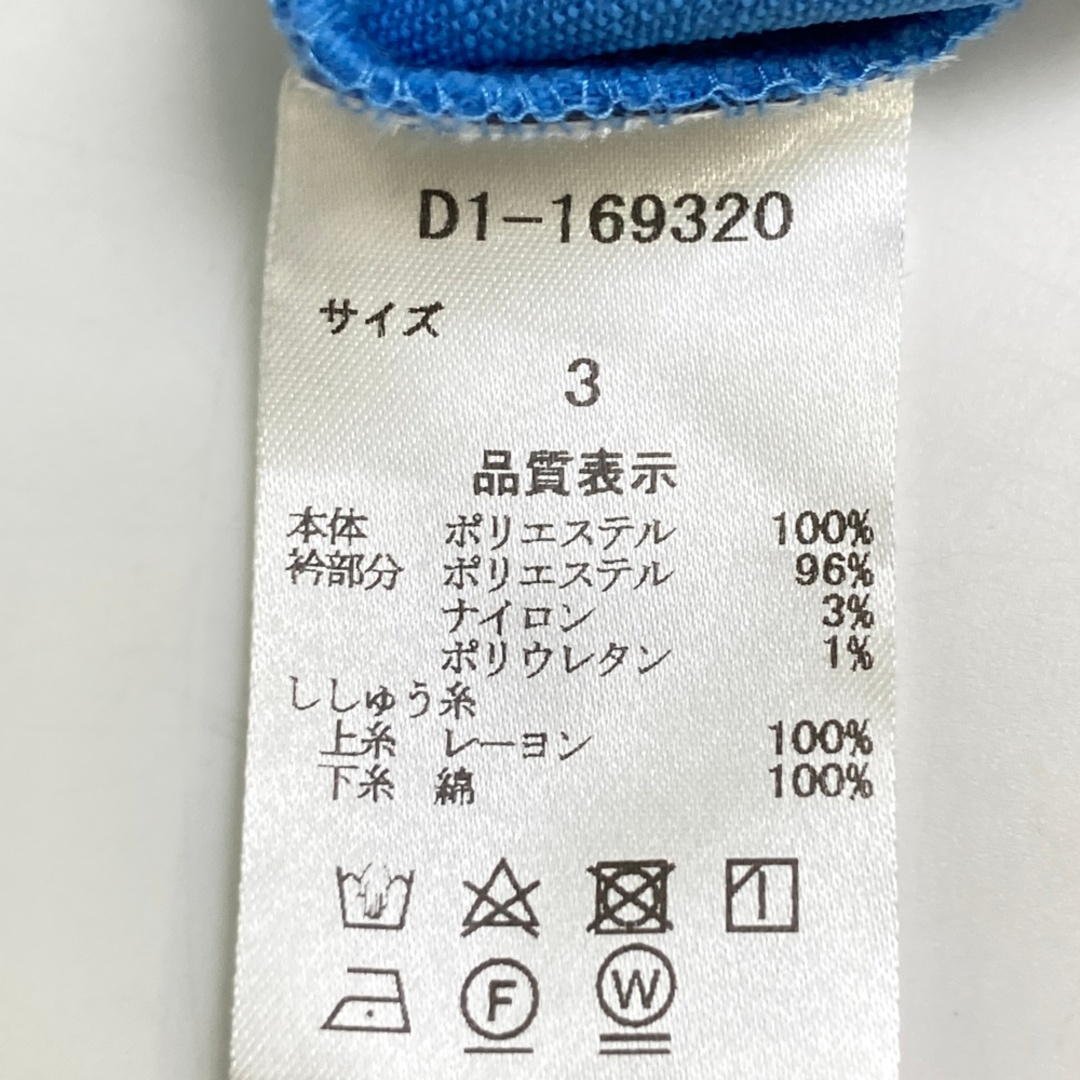 D1-169320
サイズ
3
品質表示
本体 ポリエステル 100%
衿部分 ポリエステル 96%
ナイロン 3%
ポリウレタン 1%
ししゅう糸
上糸 レーヨン 100%
下糸 綿 100%
F W